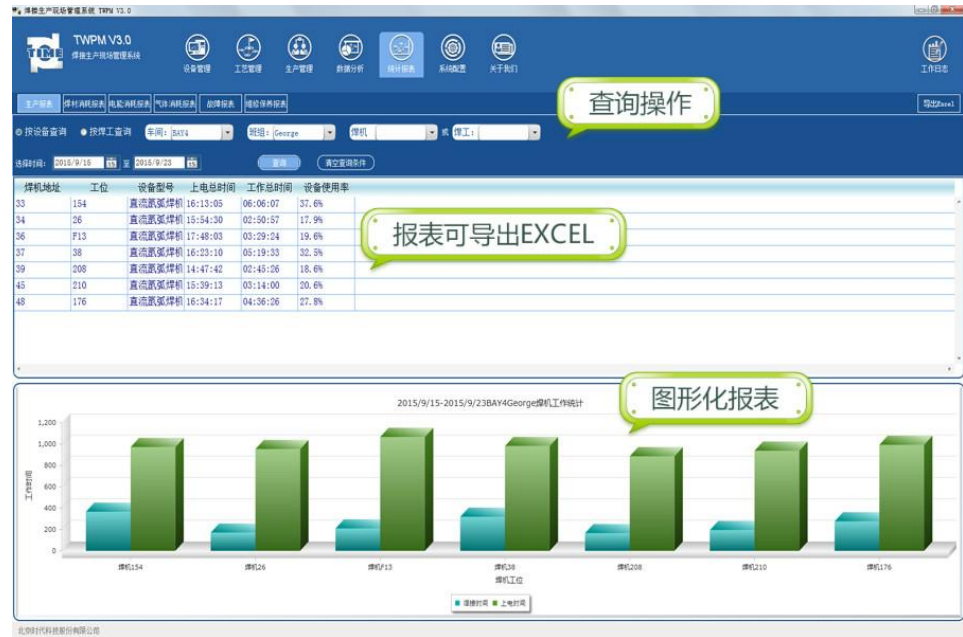 焊接生产现场管理系统 TWPM V3.0
TIME
TWPM V3.0
焊接生产现场管理系统
设备管理 工艺管理 生产管理 数据分析 统计报表 系统配置 关于我们 工作日志
查询操作
生产报表 焊材消耗报表 电能消耗报表 气体消耗报表 故障报表 维修保养报表 导出Excel
按设备查询 按焊工查询 车间: BAY4 班组: George 焊机 或 焊工:
选择时间: 2015/9/15 至 2015/9/23 查询 清空查询条件
焊机地址 工位 设备型号 上电总时间 工作总时间 设备使用率
33 154 直流氩弧焊机 16:13:05 06:06:07 37.6%
34 26 直流氩弧焊机 15:54:30 02:50:57 17.9%
36 F13 直流氩弧焊机 17:48:03 03:29:24 19.6%
37 38 直流氩弧焊机 16:23:10 05:19:33 32.5%
39 208 直流氩弧焊机 14:47:42 02:45:26 18.6%
45 210 直流氩弧焊机 15:39:13 03:14:00 20.6%
48 176 直流氩弧焊机 16:34:17 04:36:26 27.8%
报表可导出EXCEL
图形化报表
2015/9/15-2015/9/23BAY4George焊机工作统计
1,200
1,000
800
600
400
200
0
工作时间
焊机154 焊机26 焊机F13 焊机38 焊机208 焊机210 焊机176
焊机工位
焊接时间 上电时间
北京时代科技股份有限公司